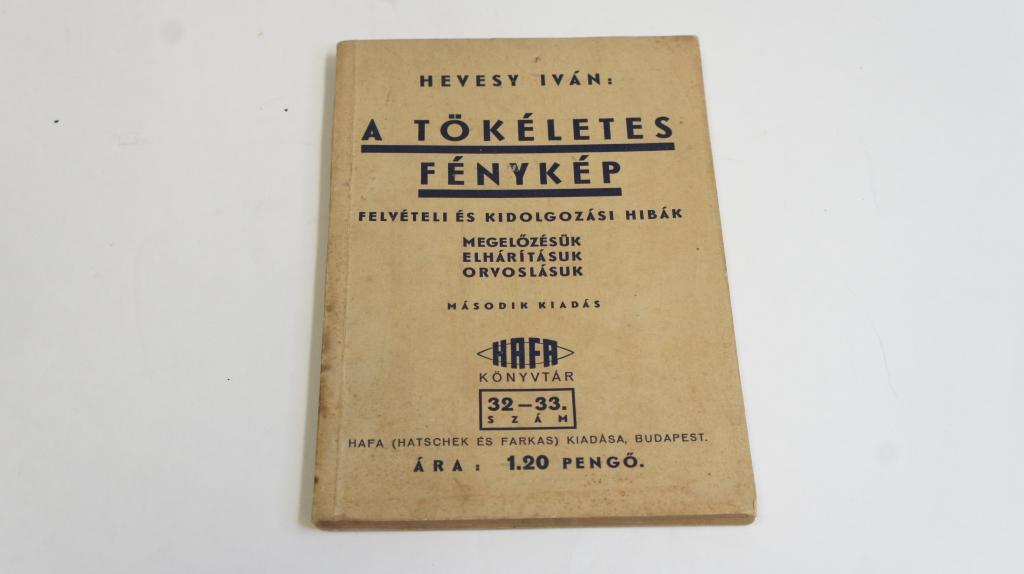 HEVESY IVÁN:
A TÖKÉLETES
FÉNYKÉP
FELVÉTELI ÉS KIDOLGOZÁSI HIBÁK
MEGELŐZÉSÜK
ELHÁRÍTÁSUK
ORVOSLÁSUK
MÁSODIK KIADÁS
HAFA
KÖNYVTÁR
32–33.
SZÁM
HAFA (HATSCHEK ÉS FARKAS) KIADÁSA, BUDAPEST.
ÁRA: 1.20 PENGŐ.